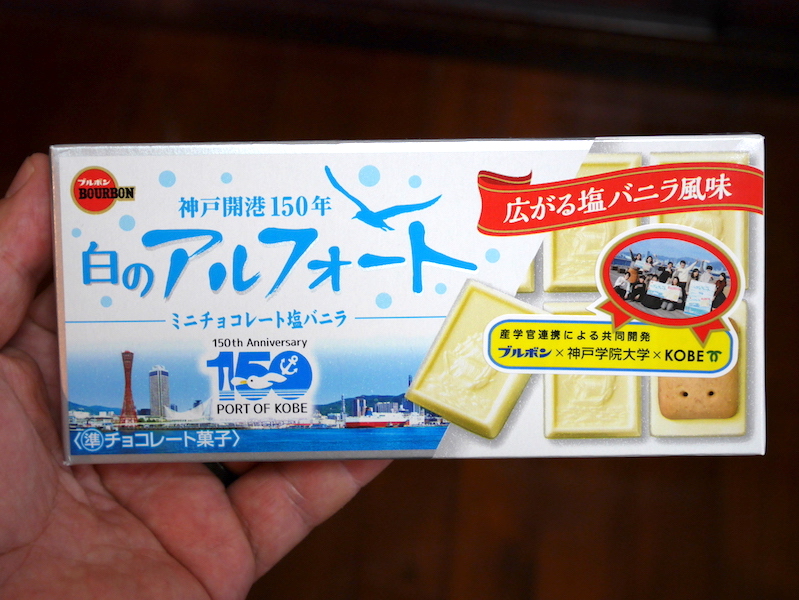 ブルボン
BOURBON
神戸開港150年
白のアルフォート
ミニチョコレート塩バニラ
150th Anniversary
150
PORT OF KOBE
〈準チョコレート菓子〉
広がる塩バニラ風味
産学官連携による共同開発
ブルボン×神戸学院大学×KOBE